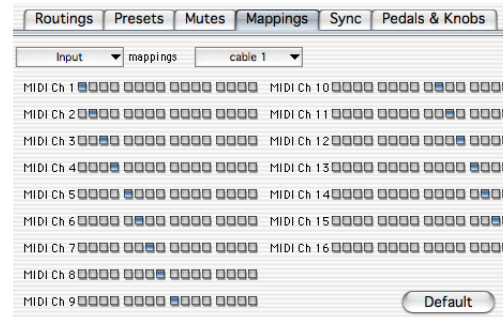 Routings Presets Mutes Mappings Sync Pedals & Knobs
Input mappings cable 1
MIDI Ch 1 MIDI Ch 10
MIDI Ch 2 MIDI Ch 11
MIDI Ch 3 MIDI Ch 12
MIDI Ch 4 MIDI Ch 13
MIDI Ch 5 MIDI Ch 14
MIDI Ch 6 MIDI Ch 15
MIDI Ch 7 MIDI Ch 16
MIDI Ch 8
MIDI Ch 9 Default